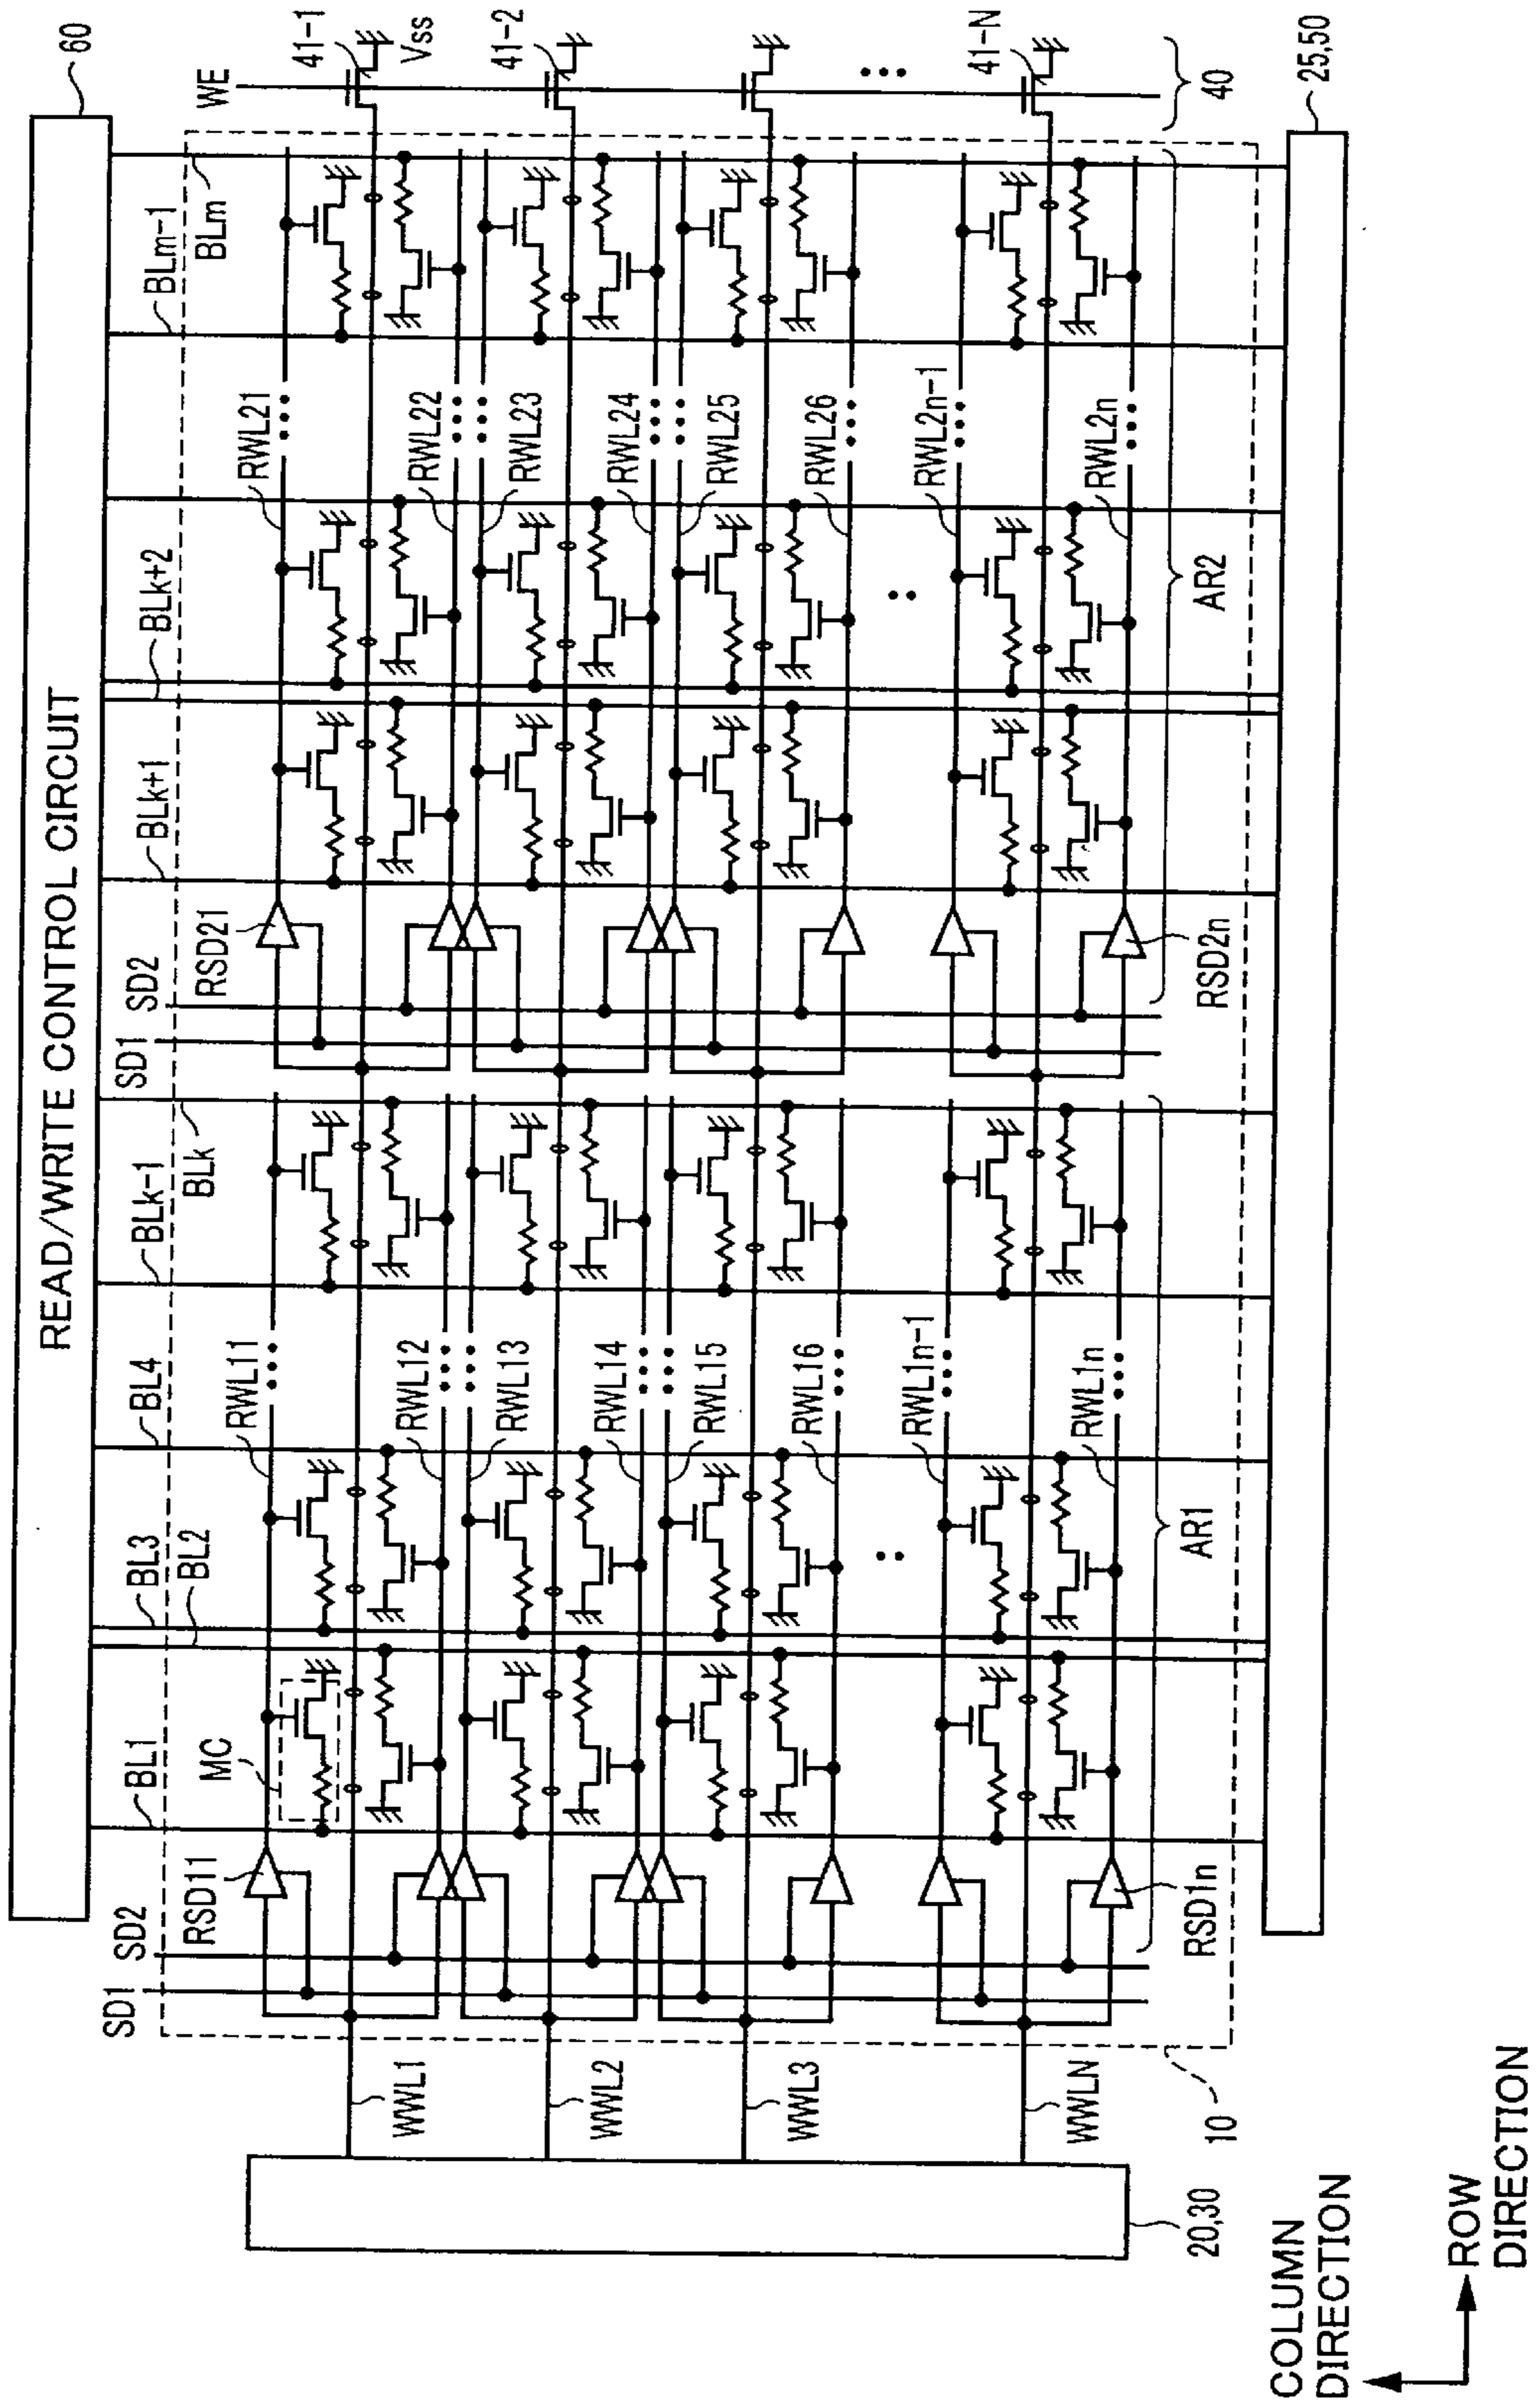 READ/WRITE CONTROL CIRCUIT
60
SD1
SD2
BL1
BL3
BL2
BL4
BLk-1
BLk
SD1
SD2
BLk+1
BLk+2
BLm-1
BLm
WE
41-1
Vss
41-2
41-N
40
RSD11
MC
RWL11
RWL12
RWL13
RWL14
RWL15
RWL16
RWL1n-1
RWL1n
RSD1n
AR1
RSD21
RWL21
RWL22
RWL23
RWL24
RWL25
RWL26
RWL2n-1
RWL2n
RSD2n
AR2
WWL1
WWL2
WWL3
WWLN
10
20,30
25,50
COLUMN
DIRECTION
ROW
DIRECTION